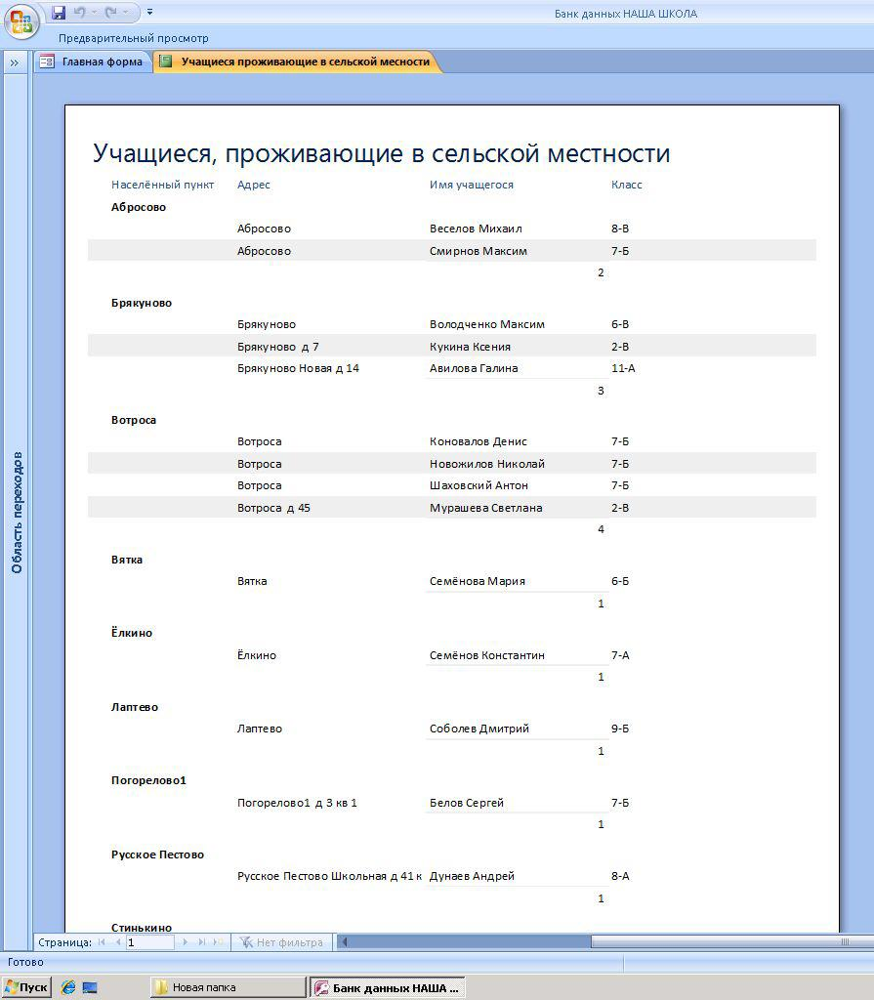 Банк данных НАША ШКОЛА
Предварительный просмотр
» Главная форма Учащиеся проживающие в сельской месности
Учащиеся, проживающие в сельской местности
Населённый пункт Адрес Имя учащегося Класс
Абросово
Абросово Веселов Михаил 8-В
Абросово Смирнов Максим 7-Б
2
Брякуново
Брякуново Володченко Максим 6-В
Брякуново д 7 Кукина Ксения 2-В
Брякуново Новая д 14 Авилова Галина 11-А
3
Вотроса
Вотроса Коновалов Денис 7-Б
Вотроса Новожилов Николай 7-Б
Вотроса Шаховский Антон 7-Б
Вотроса д 45 Мурашева Светлана 2-В
4
Вятка
Вятка Семёнова Мария 6-Б
1
Ёлкино
Ёлкино Семёнов Константин 7-А
1
Лаптево
Лаптево Соболев Дмитрий 9-Б
1
Погорелово1
Погорелово1 д 3 кв 1 Белов Сергей 7-Б
1
Русское Пестово
Русское Пестово Школьная д 41 к Дунаев Андрей 8-А
1
Стинькино
Область переходов
Страница: 1 Нет фильтра
Готово
Пуск Новая папка Банк данных НАША ...